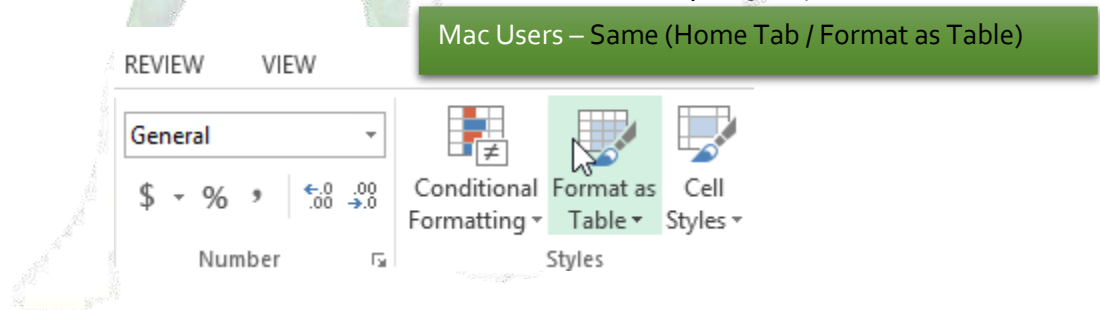 Mac Users – Same (Home Tab / Format as Table)
REVIEW VIEW
General
$ % , .0 .00 .00 .0
Conditional Format as Cell
Formatting Table Styles
Number Styles